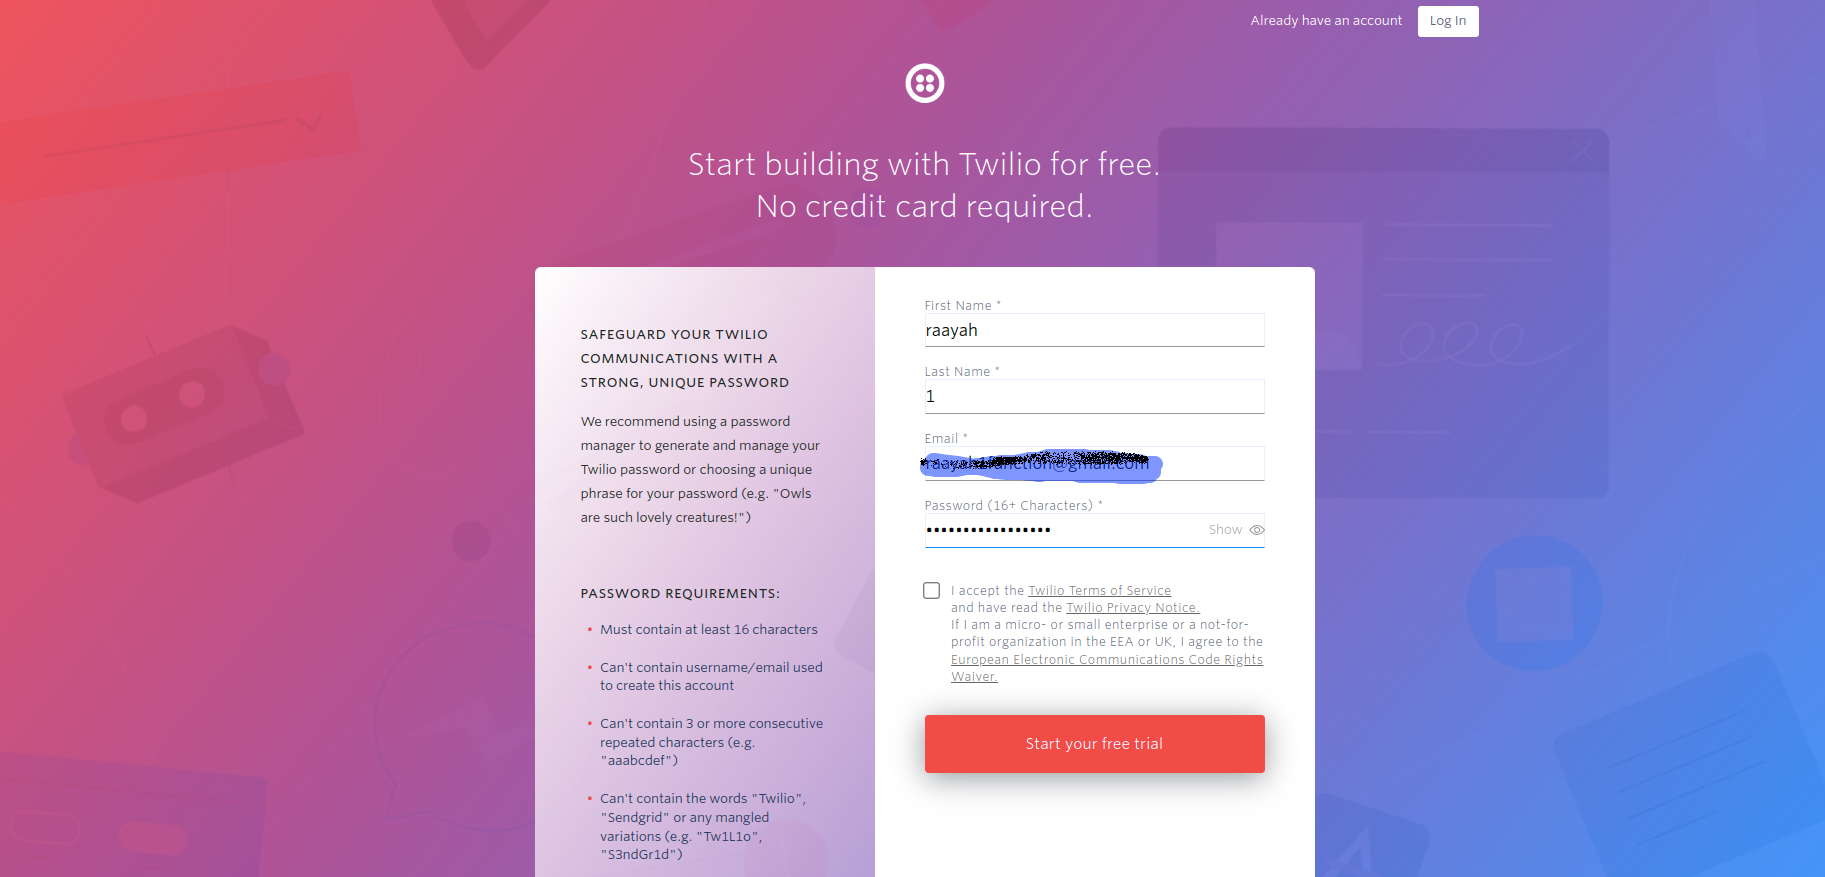 Already have an account Log In
Start building with Twilio for free.
No credit card required.
SAFEGUARD YOUR TWILIO
COMMUNICATIONS WITH A
STRONG, UNIQUE PASSWORD
We recommend using a password
manager to generate and manage your
Twilio password or choosing a unique
phrase for your password (e.g. "Owls
are such lovely creatures!")
PASSWORD REQUIREMENTS:
• Must contain at least 16 characters
• Can't contain username/email used
to create this account
• Can't contain 3 or more consecutive
repeated characters (e.g.
"aaabcdef")
• Can't contain the words "Twilio",
"Sendgrid" or any mangled
variations (e.g. "Tw1L1o",
"S3ndGr1d")
First Name *
raayah
Last Name *
1
Email *
Password (16+ Characters) *
••••••••••••••••• Show
I accept the Twilio Terms of Service
and have read the Twilio Privacy Notice.
If I am a micro- or small enterprise or a not-for-
profit organization in the EEA or UK, I agree to the
European Electronic Communications Code Rights
Waiver.
Start your free trial